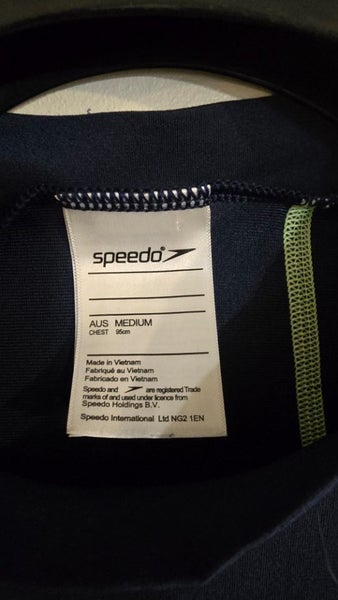 speedo
AUS MEDIUM
CHEST 95cm
Made in Vietnam
Fabriqué au Vietnam
Fabricado en Vietnam
Speedo and are registered Trade
marks of and used under licence from
Speedo Holdings B.V.
Speedo International Ltd NG2 1EN